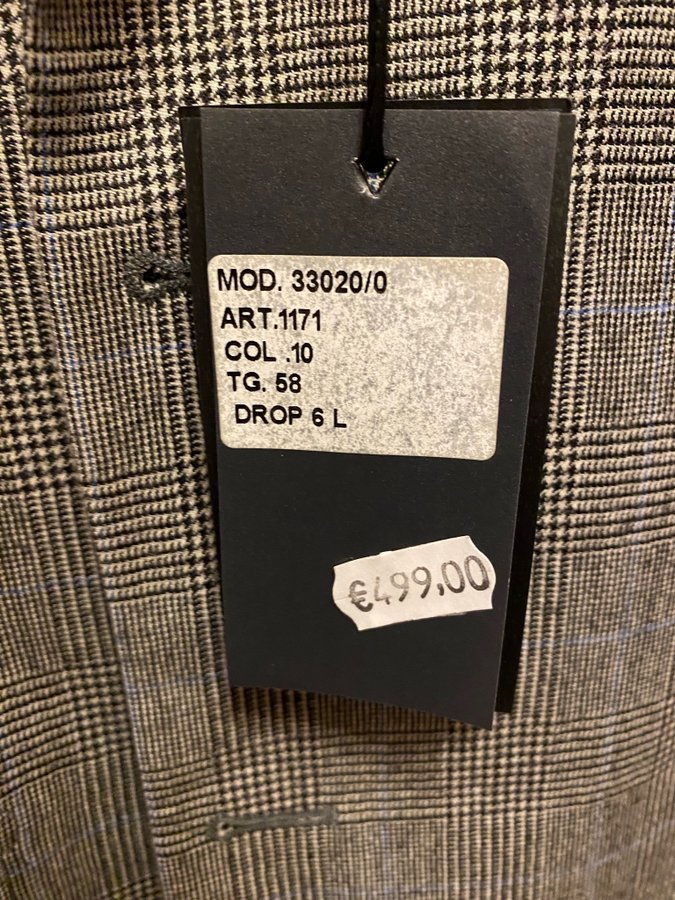 MOD. 33020/0
ART.1171
COL .10
TG. 58
DROP 6 L
€499,00